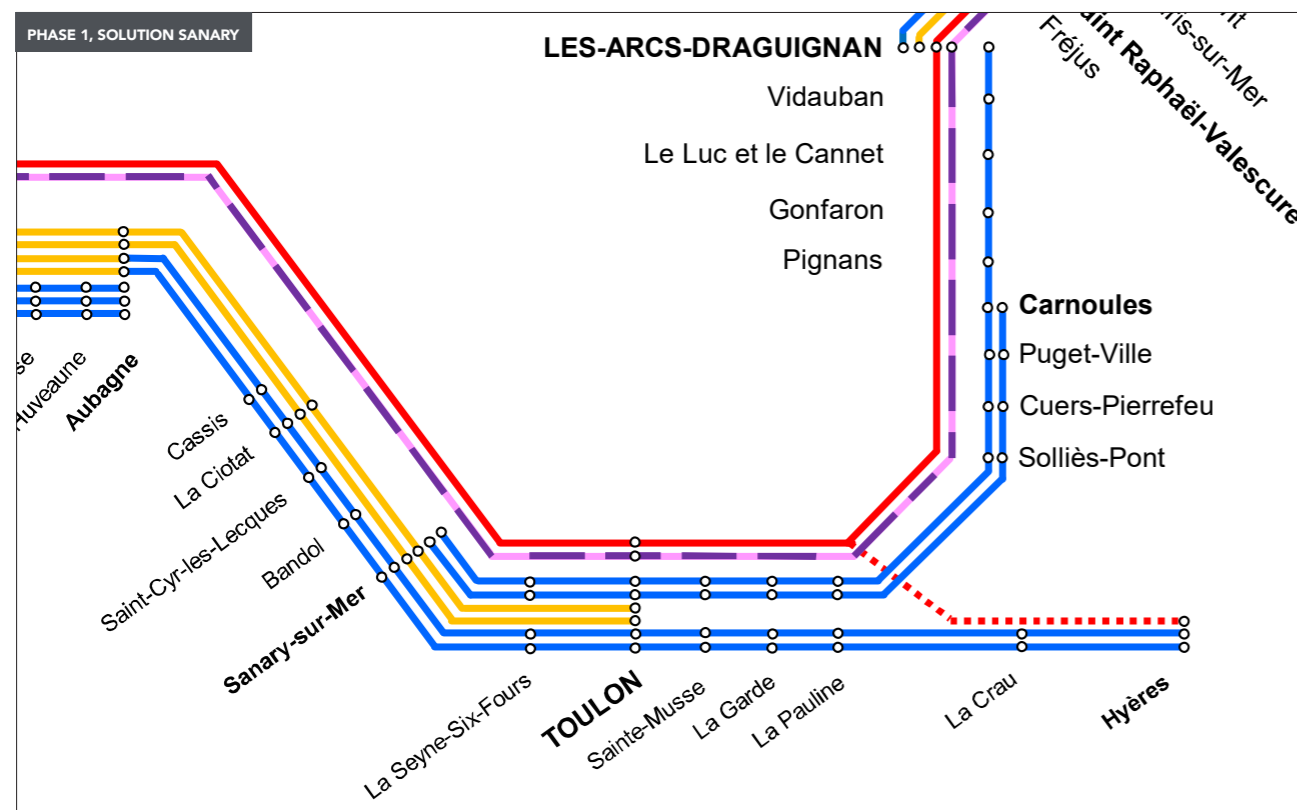 PHASE 1, SOLUTION SANARY
LES-ARCS-DRAGUIGNAN
Fréjus
Raphaël-Valescure
Vidauban
Le Luc et le Cannet
Gonfaron
Pignans
Carnoules
Puget-Ville
Cuers-Pierrefeu
Solliès-Pont
Huveaune
Aubagne
Cassis
La Ciotat
Saint-Cyr-les-Lecques
Bandol
Sanary-sur-Mer
La Seyne-Six-Fours
TOULON
Sainte-Musse
La Garde
La Pauline
La Crau
Hyères